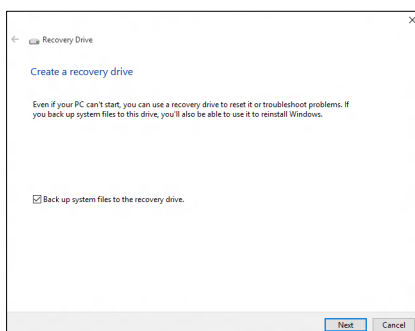 Recovery Drive
Create a recovery drive
Even if your PC can't start, you can use a recovery drive to reset it or troubleshoot problems. If
you back up system files to this drive, you'll also be able to use it to reinstall Windows.
Back up system files to the recovery drive.
Next Cancel